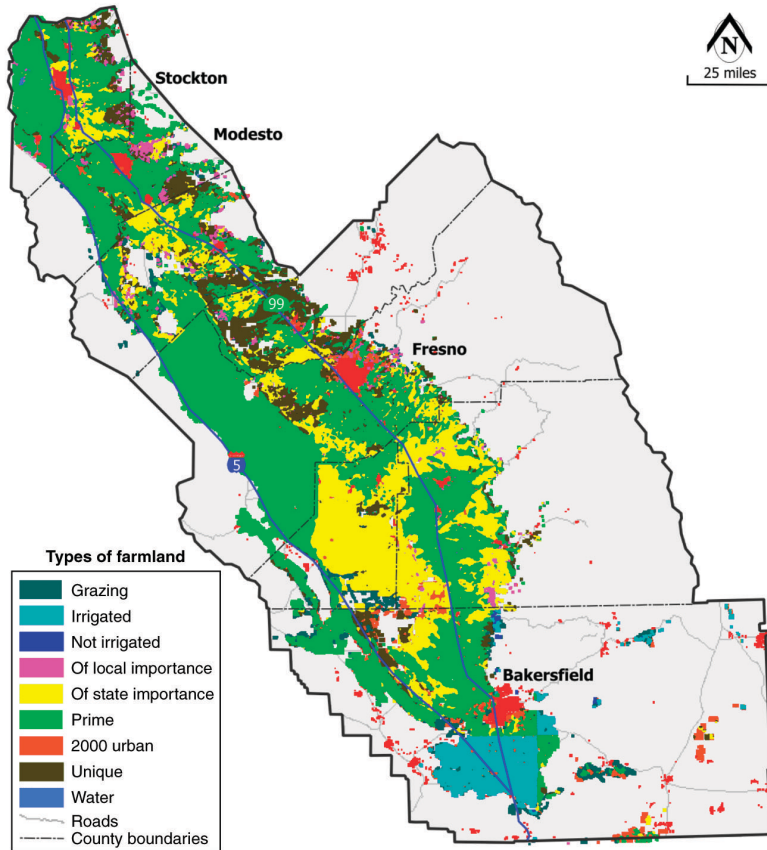 N
25 miles
Stockton
Modesto
99
Fresno
5
Bakersfield
Types of farmland
Grazing
Irrigated
Not irrigated
Of local importance
Of state importance
Prime
2000 urban
Unique
Water
Roads
County boundaries